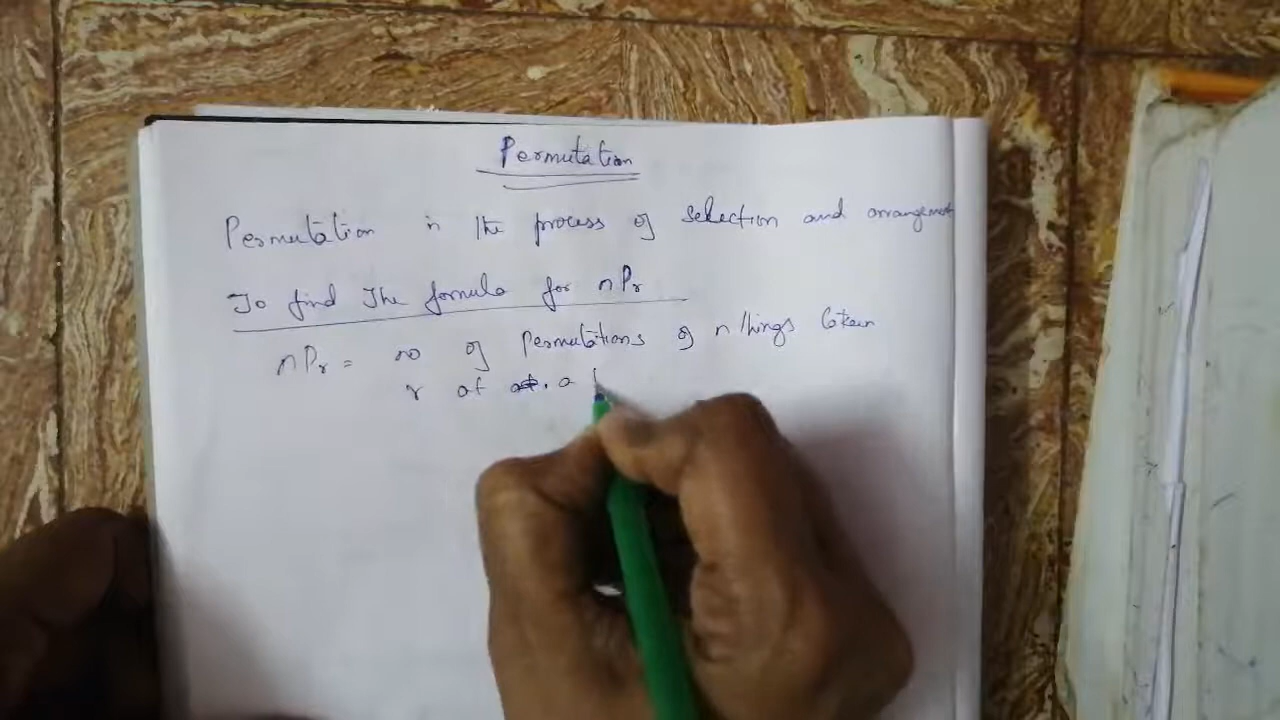 Permutation
Permutation is the process of selection and arrangement
To find The formula for nPr
nPr = no of Permutations of n things taken
r at a